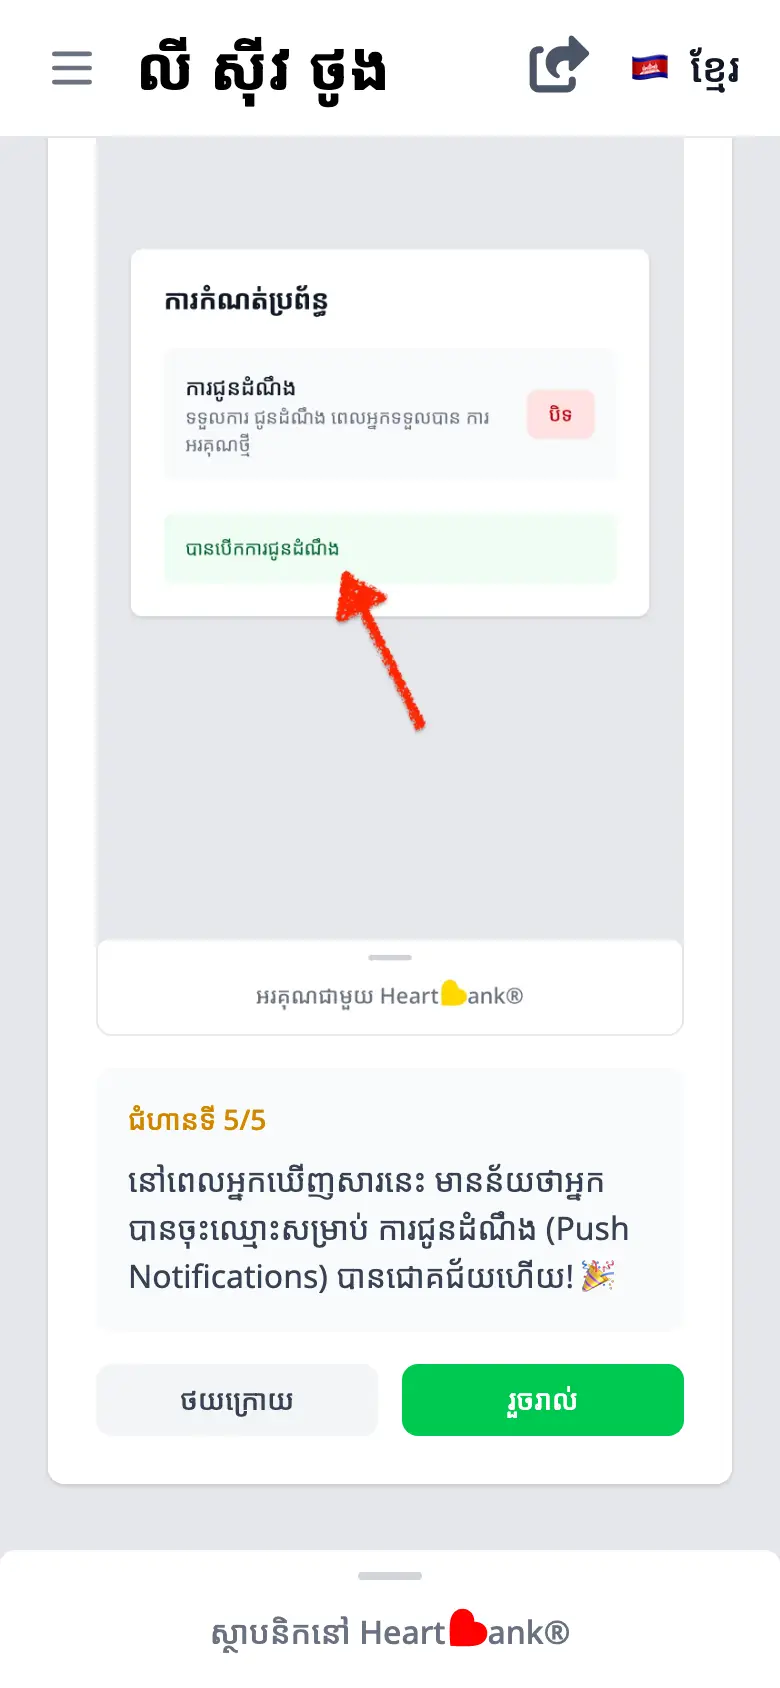 លី ស៊ីវ ថូង
ខ្មែរ
ការកំណត់ប្រព័ន្ធ
ការជូនដំណឹង
ទទួលការ ជូនដំណឹង ពេលអ្នកទទួលបាន ការ
អរគុណថ្មី
បិទ
បានបើកការជូនដំណឹង
អរគុណជាមួយ Heartbank®
ជំហានទី 5/5
នៅពេលអ្នកឃើញសារនេះ មានន័យថាអ្នក
បានចុះឈ្មោះសម្រាប់ ការជូនដំណឹង (Push
Notifications) បានជោគជ័យហើយ! 🎉
ថយក្រោយ
រួចរាល់
ស្ថាបនិកនៅ Heartbank®